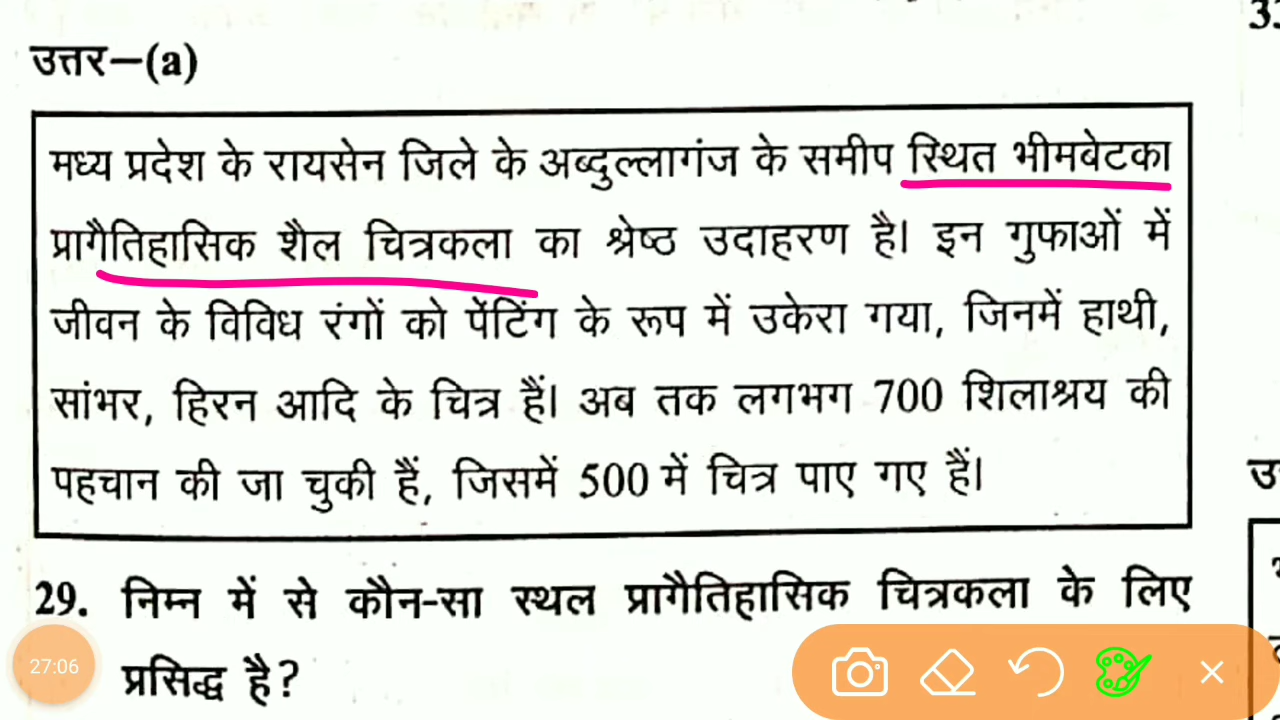 33
उत्तर–(a)
मध्य प्रदेश के रायसेन जिले के अब्दुल्लागंज के समीप स्थित भीमबेटका
प्रागैतिहासिक शैल चित्रकला का श्रेष्ठ उदाहरण है। इन गुफाओं में
जीवन के विविध रंगों को पेंटिंग के रूप में उकेरा गया, जिनमें हाथी,
सांभर, हिरन आदि के चित्र हैं। अब तक लगभग 700 शिलाश्रय की
पहचान की जा चुकी हैं, जिसमें 500 में चित्र पाए गए हैं।
29. निम्न में से कौन-सा स्थल प्रागैतिहासिक चित्रकला के लिए
प्रसिद्ध है?
27:06